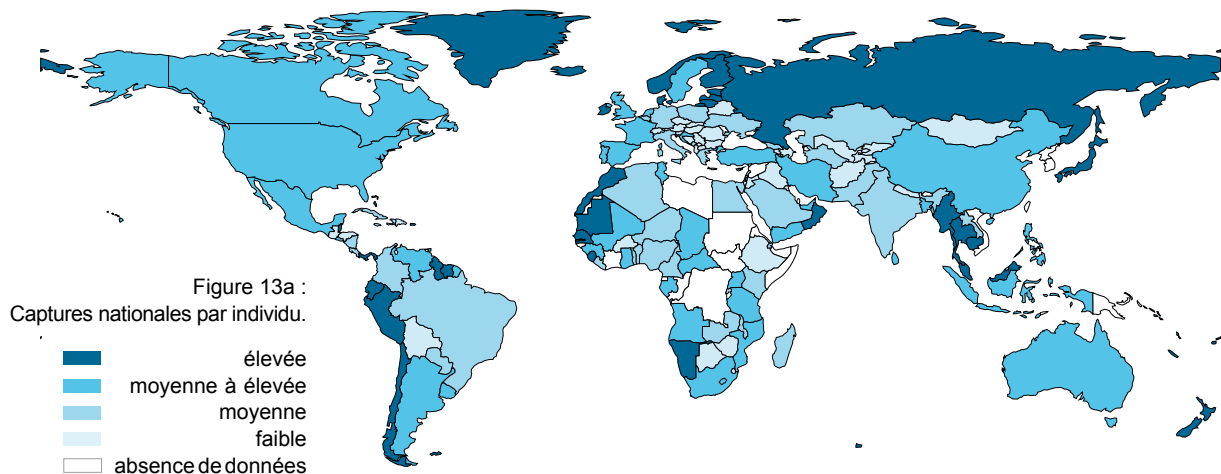 Figure 13a :
Captures nationales par individu.
élevée
moyenne à élevée
moyenne
faible
absence de données